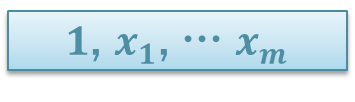 1, x₁, ⋯ xₘ